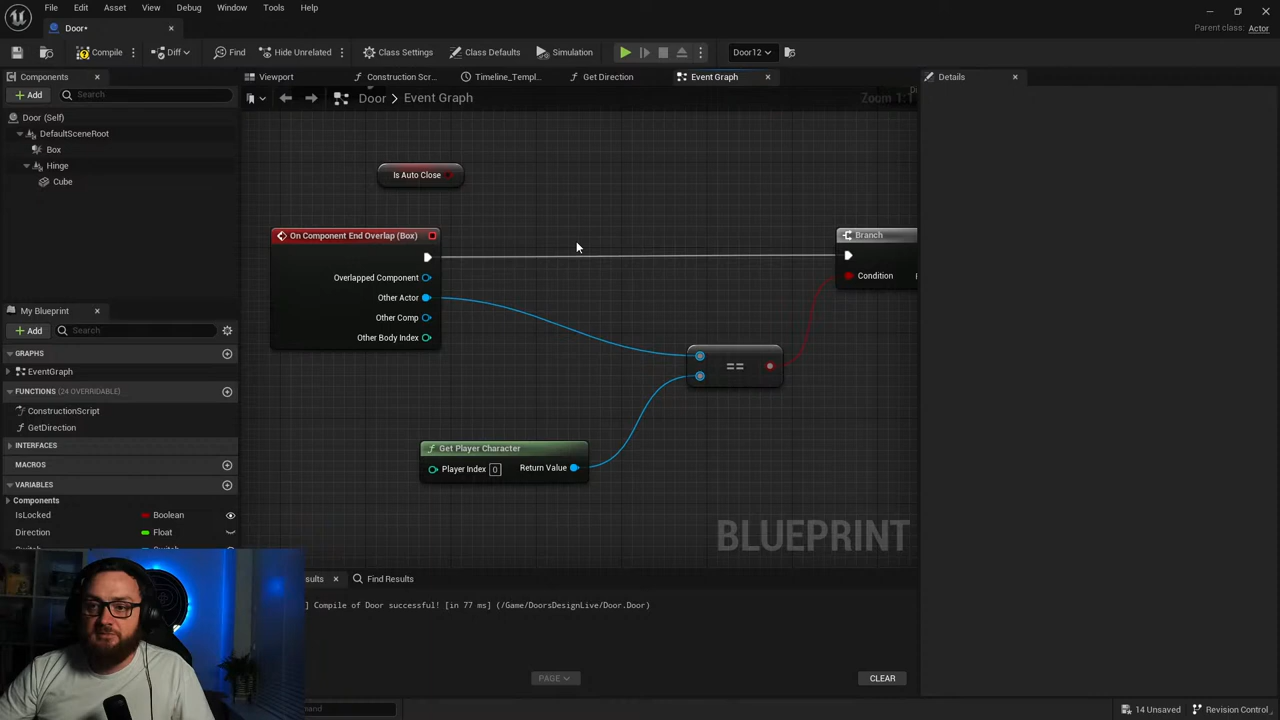 File Edit Asset View Debug Window Tools Help
Door*
Parent class: Actor
Compile Diff Find Hide Unrelated Class Settings Class Defaults Simulation Door12
Components
Viewport Construction Scr... Timeline_Templ... Get Direction Event Graph
Details
Add Search
Door Event Graph
Zoom 1:1
Door (Self)
DefaultSceneRoot
Box
Hinge
Cube
Is Auto Close
On Component End Overlap (Box)
Overlapped Component
Other Actor
Other Comp
Other Body Index
Branch
Condition
==
Get Player Character
Player Index 0 Return Value
BLUEPRINT
My Blueprint
Add Search
GRAPHS
EventGraph
FUNCTIONS (24 OVERRIDABLE)
ConstructionScript
GetDirection
INTERFACES
MACROS
VARIABLES
Components
IsLocked Boolean
Direction Float
Find Results
Compile of Door successful! [in 77 ms] (/Game/DoorsDesignLive/Door.Door)
PAGE
CLEAR
14 Unsaved Revision Control